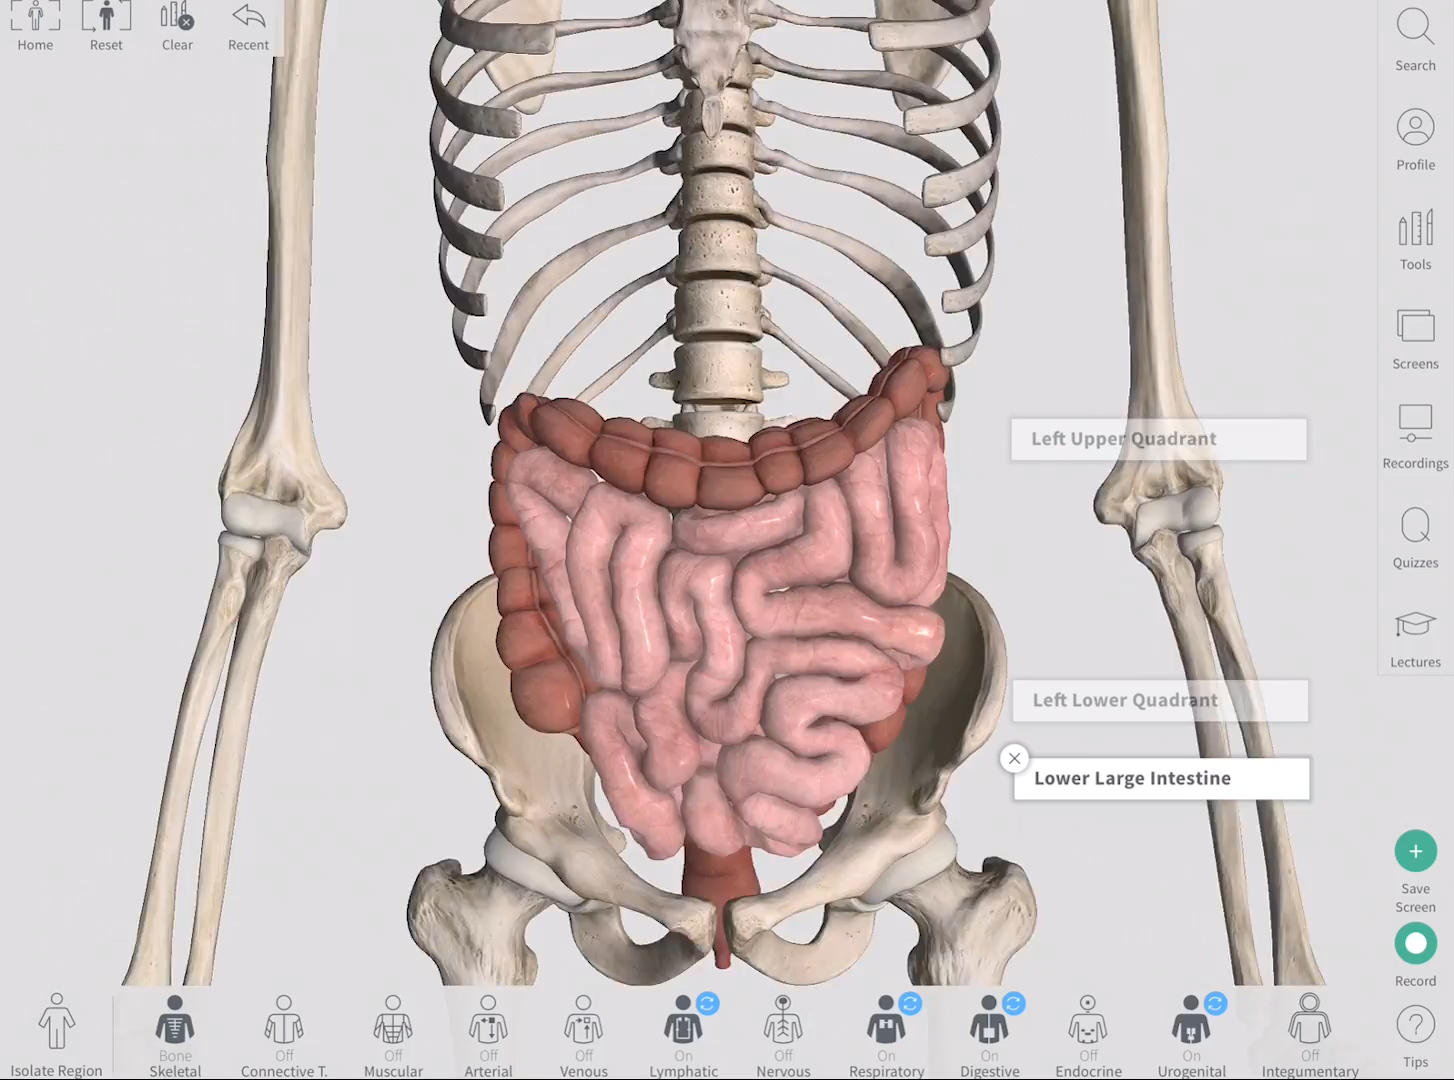 Home
Reset
Clear
Recent
Search
Profile
Tools
Screens
Left Upper Quadrant
Recordings
Quizzes
Lectures
Left Lower Quadrant
Lower Large Intestine
Save
Screen
Record
Isolate Region
Bone
Skeletal
Off
Connective T.
Off
Muscular
Off
Arterial
Off
Venous
On
Lymphatic
Off
Nervous
On
Respiratory
On
Digestive
Off
Endocrine
On
Urogenital
Off
Integumentary
Tips